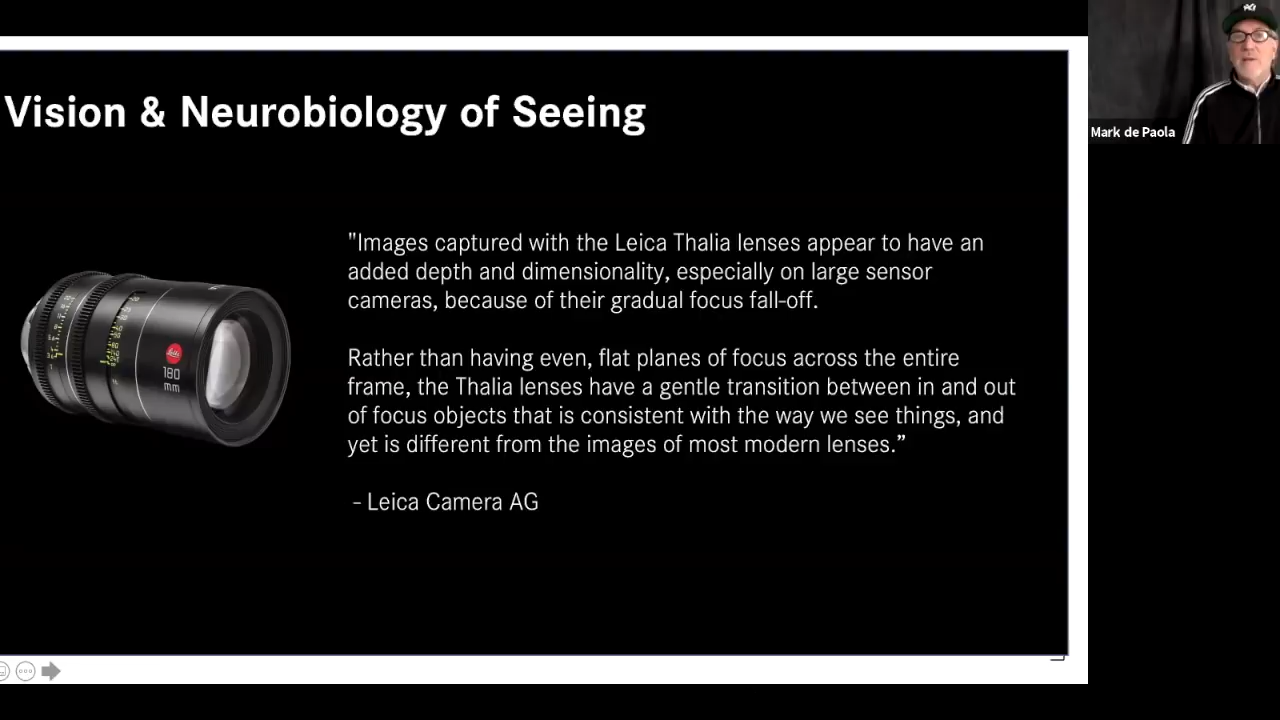 Vision & Neurobiology of Seeing
"Images captured with the Leica Thalia lenses appear to have an
added depth and dimensionality, especially on large sensor
cameras, because of their gradual focus fall-off.
Rather than having even, flat planes of focus across the entire
frame, the Thalia lenses have a gentle transition between in and out
of focus objects that is consistent with the way we see things, and
yet is different from the images of most modern lenses.”
– Leica Camera AG
Leica
180
mm
Mark de Paola